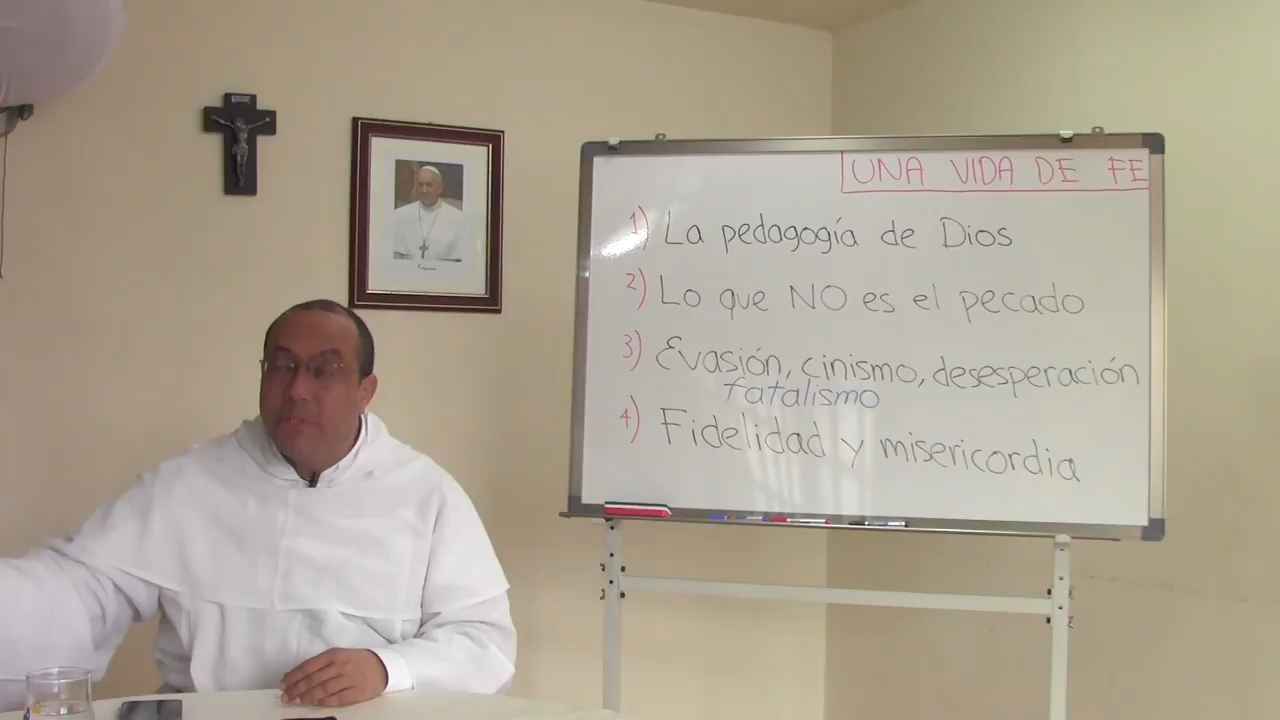 UNA VIDA DE FE
1) La pedagogía de Dios
2) Lo que NO es el pecado
3) Evasión, cinismo, desesperación
fatalismo
4) Fidelidad y misericordia